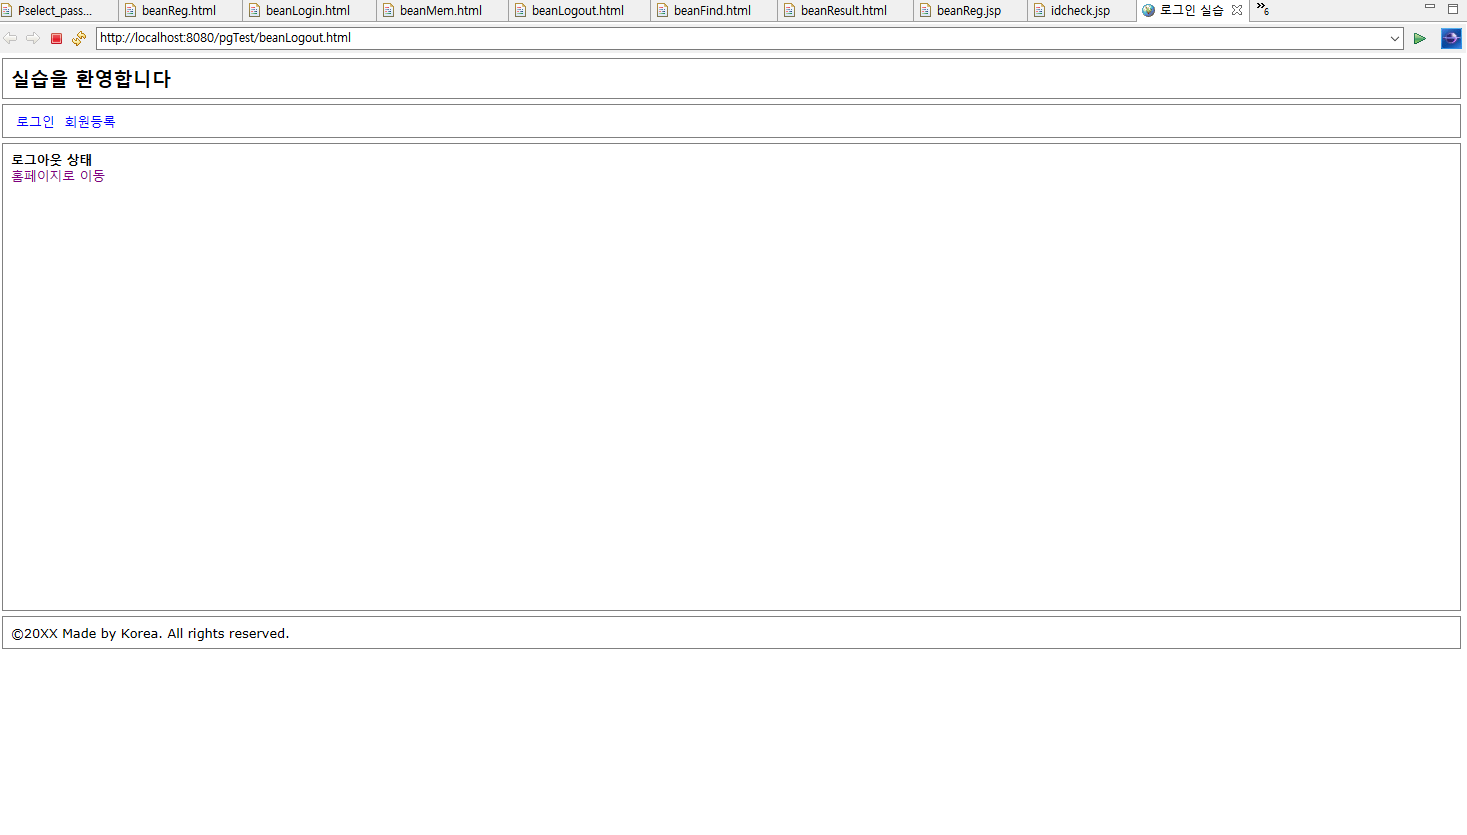 Pselect_pass... beanReg.html beanLogin.html beanMem.html beanLogout.html beanFind.html beanResult.html beanReg.jsp idcheck.jsp 로그인 실습 »6
http://localhost:8080/pgTest/beanLogout.html
실습을 환영합니다
로그인 회원등록
로그아웃 상태
홈페이지로 이동
©20XX Made by Korea. All rights reserved.